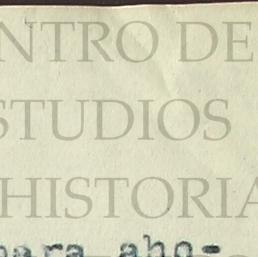 NTRO DE
STUDIOS
HISTORIA
para aho-